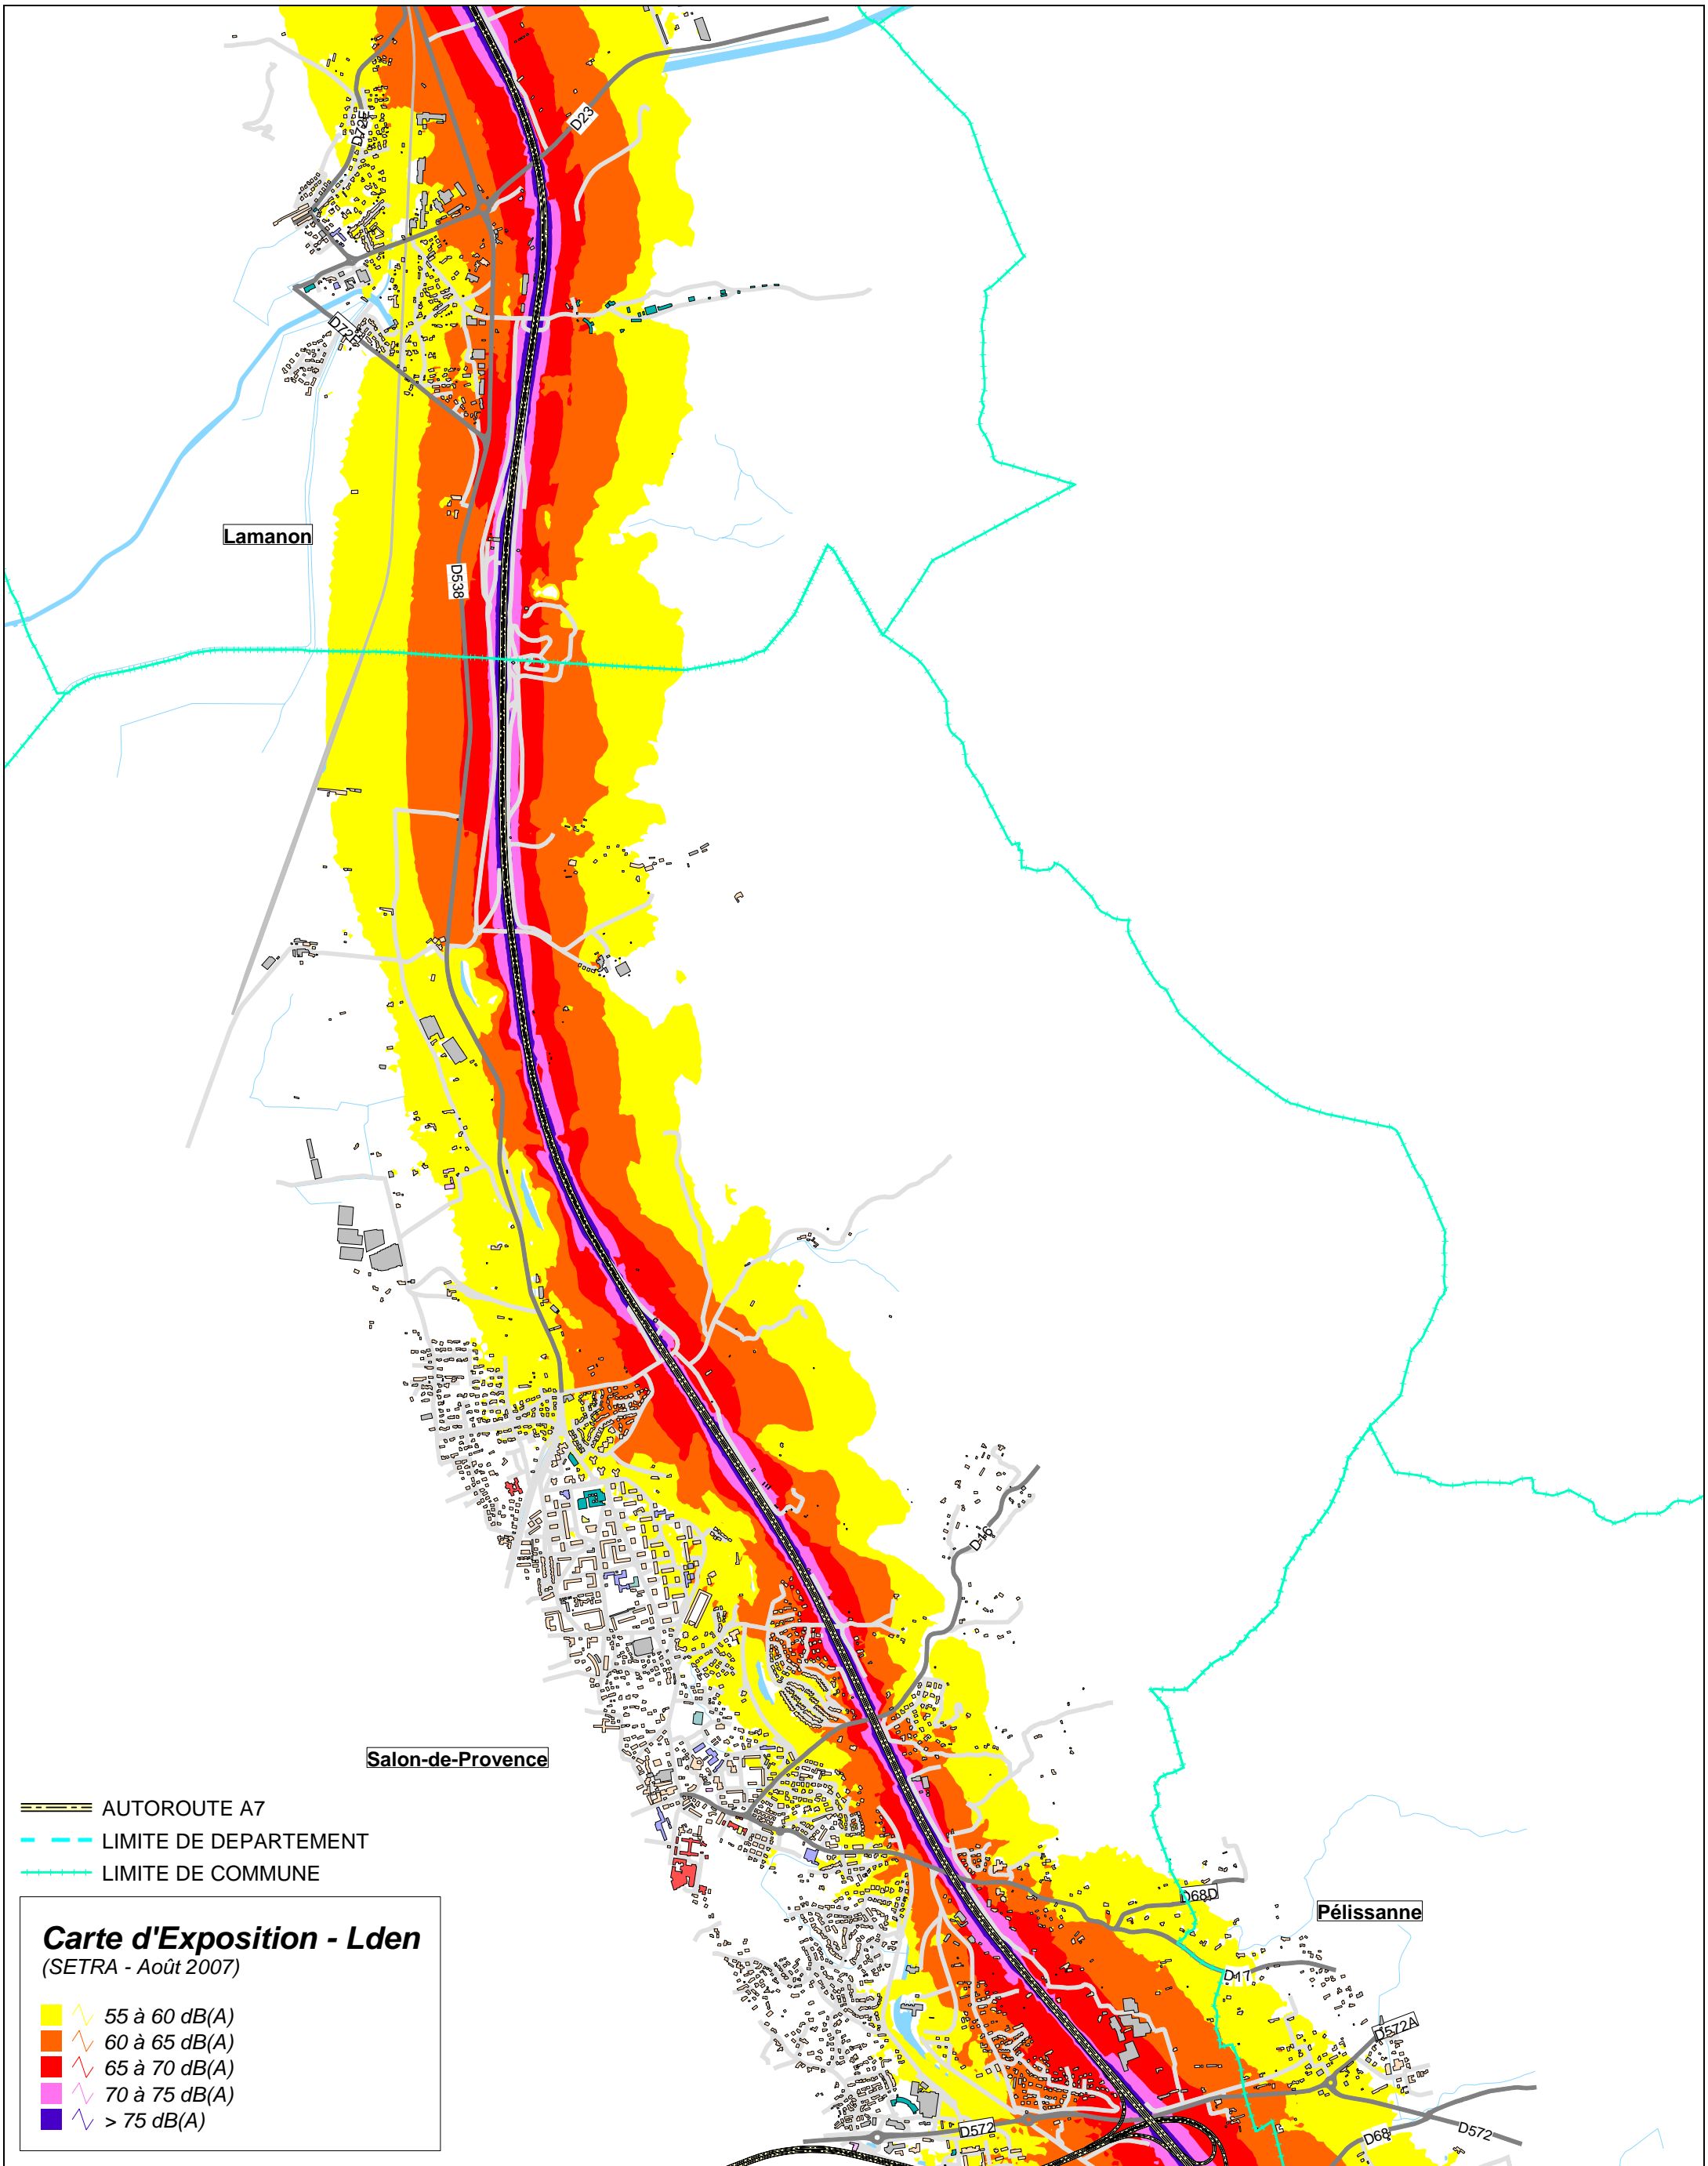 D23
D72E
D72E
Lamanon
D538
D16
Salon-de-Provence
AUTOROUTE A7
LIMITE DE DEPARTEMENT
LIMITE DE COMMUNE
D68D
Pélissanne
Carte d'Exposition - Lden
(SETRA - Août 2007)
D17
55 à 60 dB(A)
60 à 65 dB(A)
65 à 70 dB(A)
70 à 75 dB(A)
> 75 dB(A)
D572A
D572
D68
D572